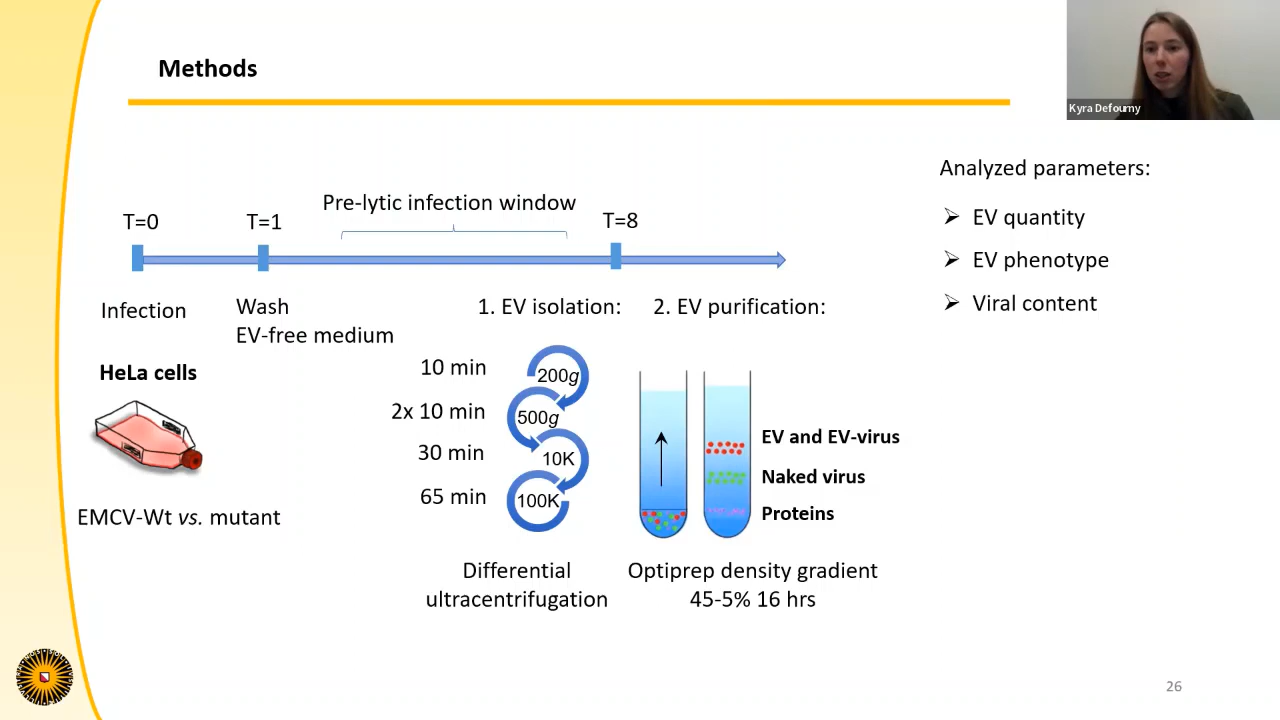 Methods
Kyra Defourny
Analyzed parameters:
EV quantity
EV phenotype
Viral content
Pre-lytic infection window
T=0
T=1
T=8
Infection
Wash
EV-free medium
1. EV isolation:
2. EV purification:
HeLa cells
10 min
200g
2x 10 min
500g
30 min
10K
65 min
100K
EV and EV-virus
Naked virus
Proteins
EMCV-Wt vs. mutant
Differential
ultracentrifugation
Optiprep density gradient
45-5% 16 hrs
26